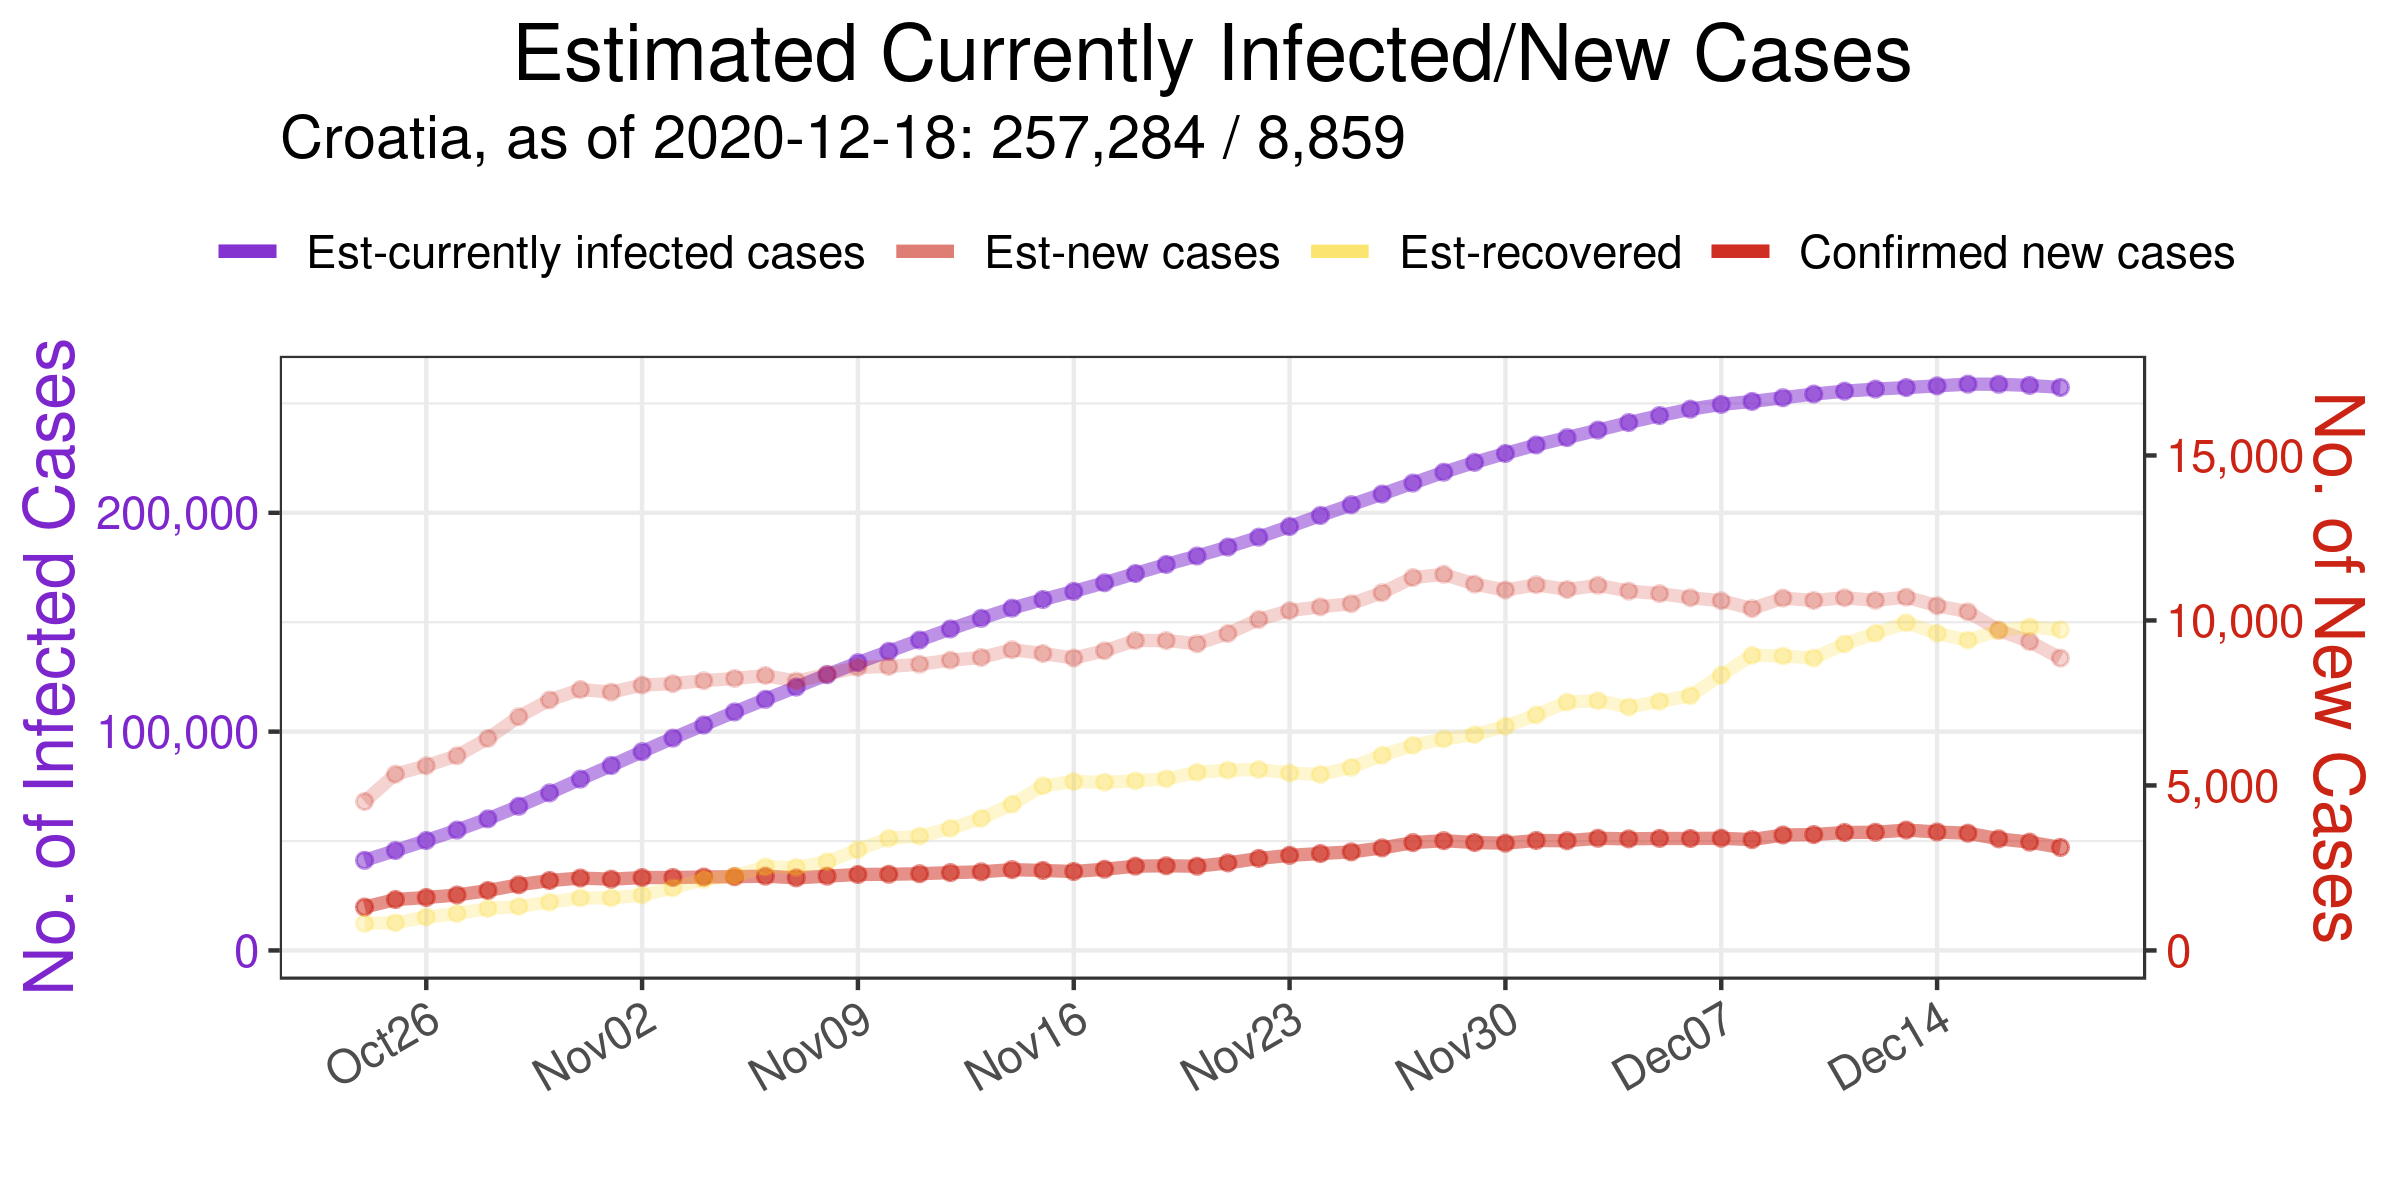 Estimated Currently Infected/New Cases
Croatia, as of 2020-12-18: 257,284 / 8,859
Est-currently infected cases Est-new cases Est-recovered Confirmed new cases
No. of Infected Cases
200,000
100,000
0
15,000
10,000
5,000
0
No. of New Cases
Oct26 Nov02 Nov09 Nov16 Nov23 Nov30 Dec07 Dec14